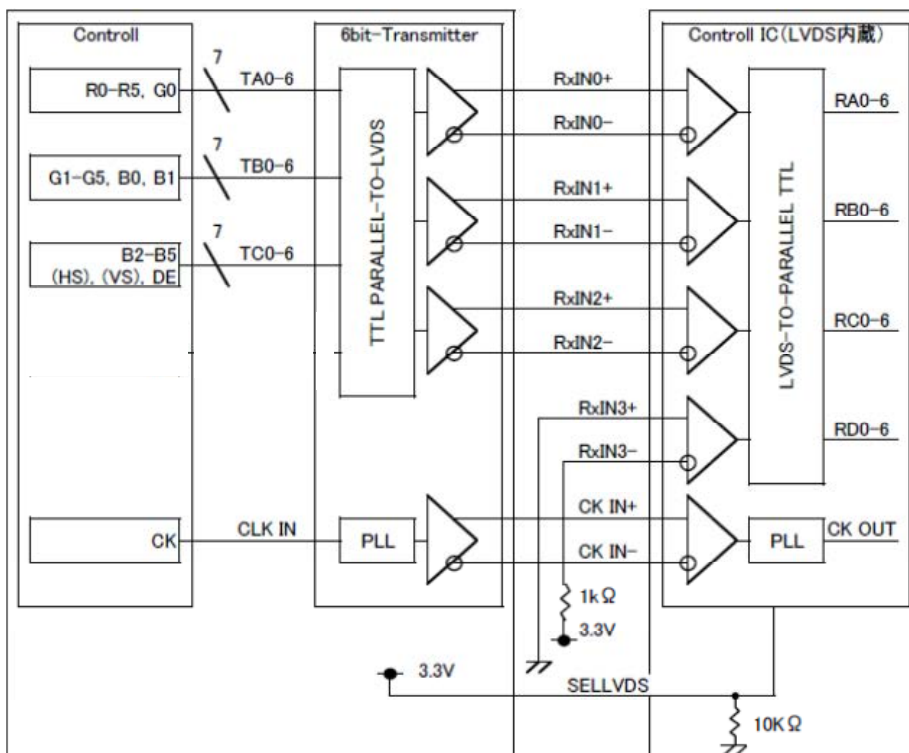 Controll
6bit-Transmitter
Controll IC(LVDS内蔵)
R0-R5, G0
7
TA0-6
RxIN0+
RxIN0-
RA0-6
G1-G5, B0, B1
7
TB0-6
RxIN1+
RxIN1-
RB0-6
B2-B5
(HS), (VS), DE
7
TC0-6
RxIN2+
RxIN2-
RC0-6
TTL PARALLEL-TO-LVDS
LVDS-TO-PARALLEL TTL
RxIN3+
RxIN3-
RD0-6
CK
CLK IN
PLL
CK IN+
CK IN-
PLL
CK OUT
1kΩ
3.3V
3.3V
SELLVDS
10KΩ